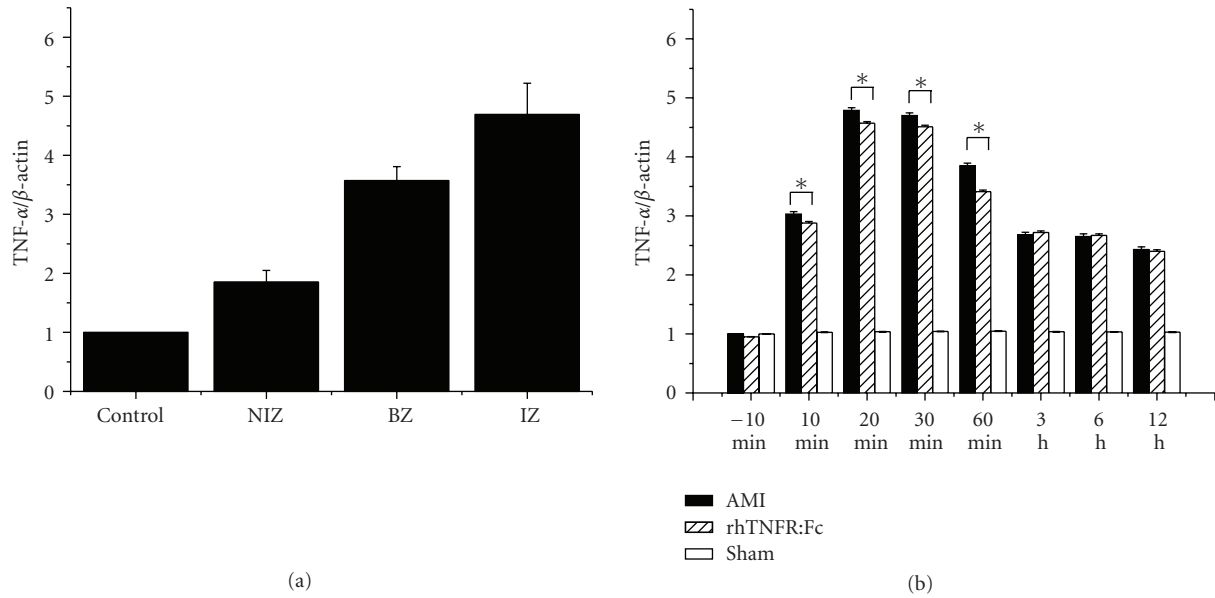 6
5
4
3
2
1
0
TNF-α/β-actin
Control NIZ BZ IZ
(a)
6
5
4
3
2
1
0
TNF-α/β-actin
* * * *
−10 10 20 30 60 3 6 12
min min min min min h h h
AMI
rhTNFR:Fc
Sham
(b)